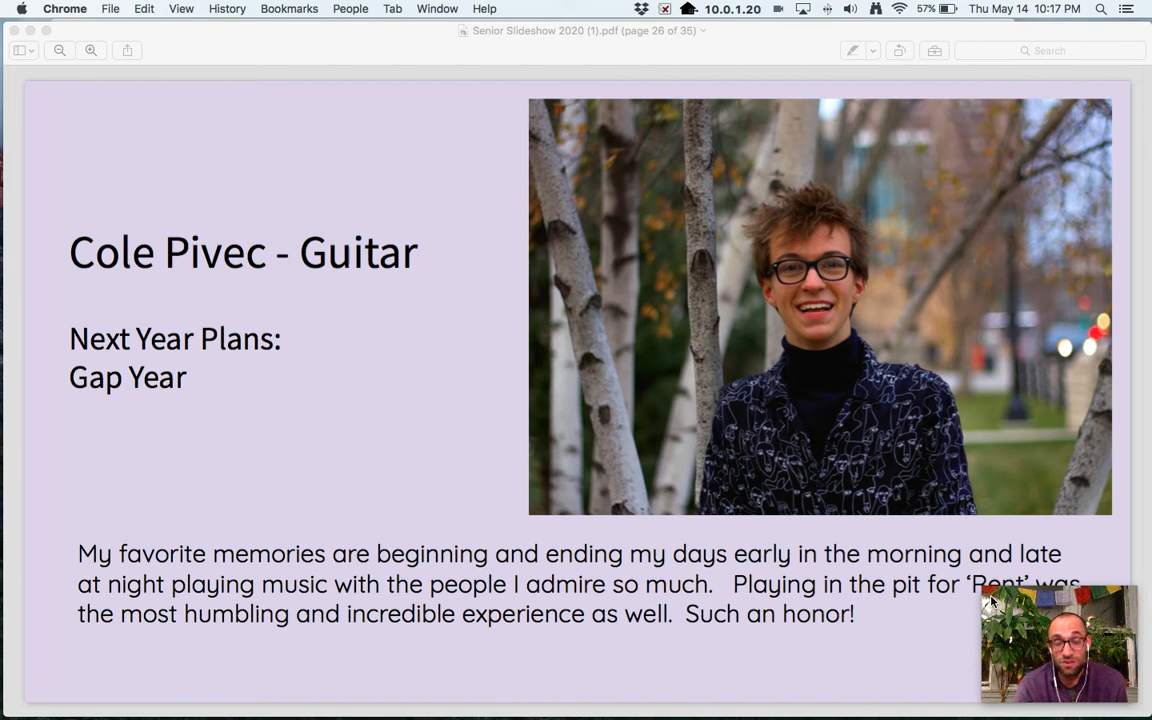 Chrome File Edit View History Bookmarks People Tab Window Help 10.0.1.20 57% Thu May 14 10:17 PM
Senior Slideshow 2020 (1).pdf (page 26 of 35)
Search
Cole Pivec - Guitar
Next Year Plans:
Gap Year
My favorite memories are beginning and ending my days early in the morning and late
at night playing music with the people I admire so much. Playing in the pit for ‘Rent’ was
the most humbling and incredible experience as well. Such an honor!